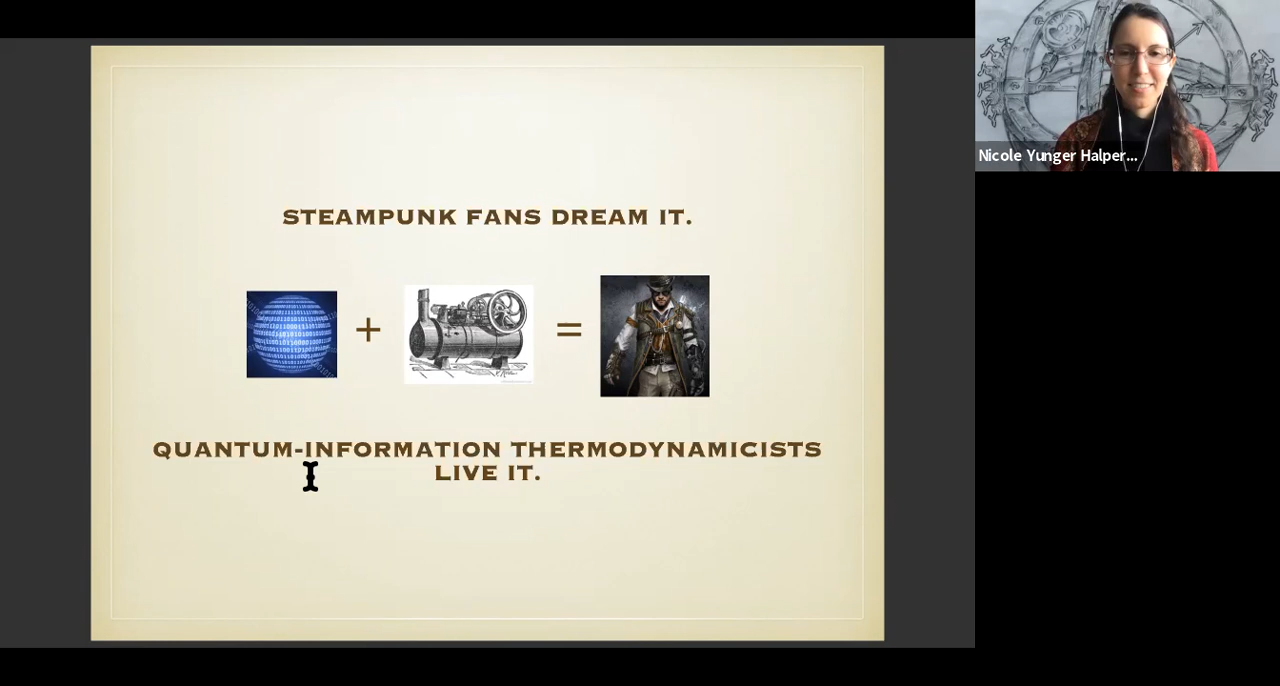 STEAMPUNK FANS DREAM IT.
+ =
QUANTUM-INFORMATION THERMODYNAMICISTS
LIVE IT.
Nicole Yunger Halper...